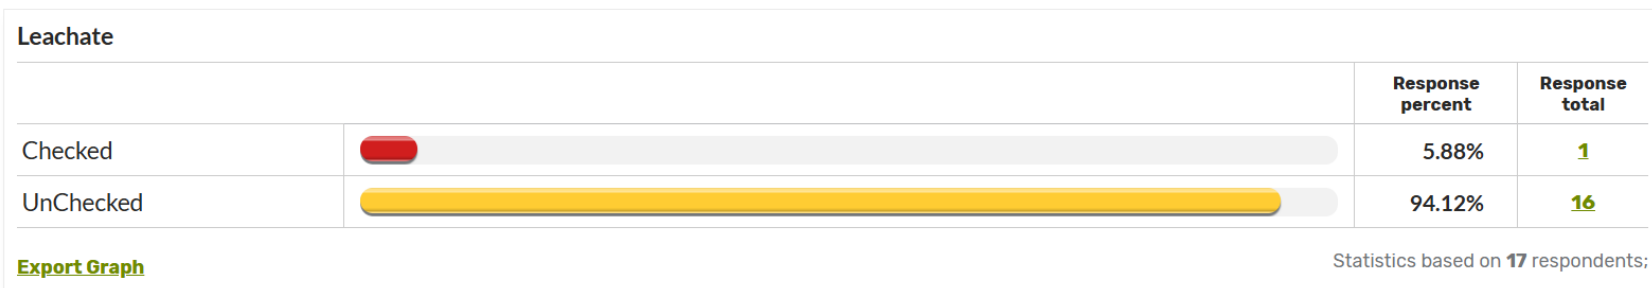 Leachate
Response percent
Response total
Checked
5.88%
1
UnChecked
94.12%
16
Export Graph
Statistics based on 17 respondents;